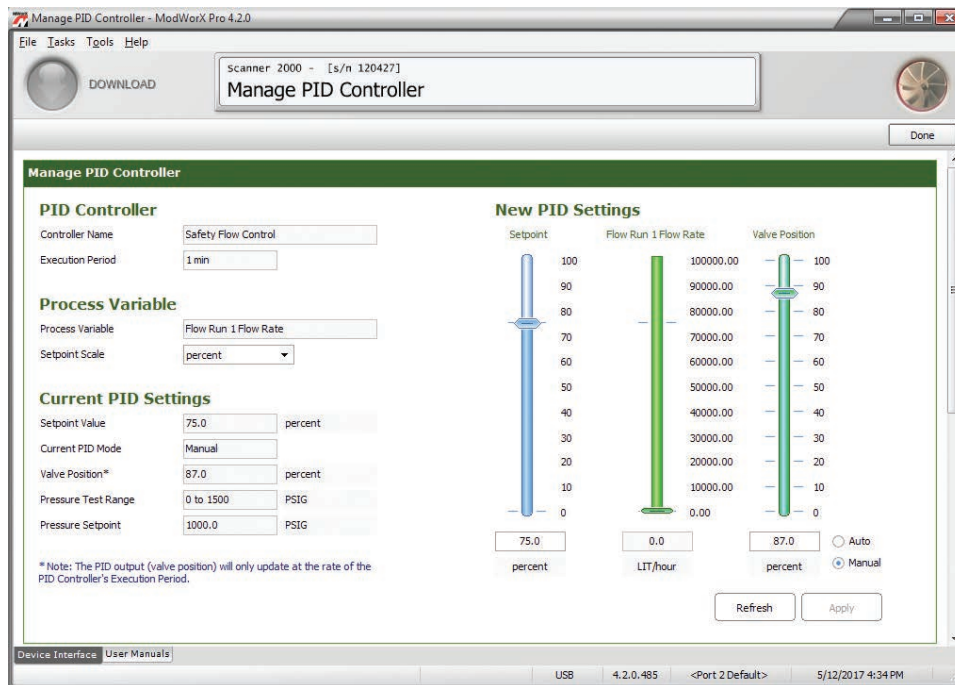 Manage PID Controller - ModWorX Pro 4.2.0
File Tasks Tools Help
DOWNLOAD
Scanner 2000 - [s/n 120427]
Manage PID Controller
Done
Manage PID Controller
PID Controller
Controller Name Safety Flow Control
Execution Period 1 min
Process Variable
Process Variable Flow Run 1 Flow Rate
Setpoint Scale percent
Current PID Settings
Setpoint Value 75.0 percent
Current PID Mode Manual
Valve Position* 87.0 percent
Pressure Test Range 0 to 1500 PSIG
Pressure Setpoint 1000.0 PSIG
* Note: The PID output (valve position) will only update at the rate of the
PID Controller's Execution Period.
New PID Settings
Setpoint Flow Run 1 Flow Rate Valve Position
100 100000.00 100
90 90000.00 90
80 80000.00 80
70 70000.00 70
60 60000.00 60
50 50000.00 50
40 40000.00 40
30 30000.00 30
20 20000.00 20
10 10000.00 10
0 0.00 0
75.0 0.0 87.0 Auto
percent LIT/hour percent Manual
Refresh Apply
Device Interface User Manuals
USB 4.2.0.485 <Port 2 Default> 5/12/2017 4:34 PM